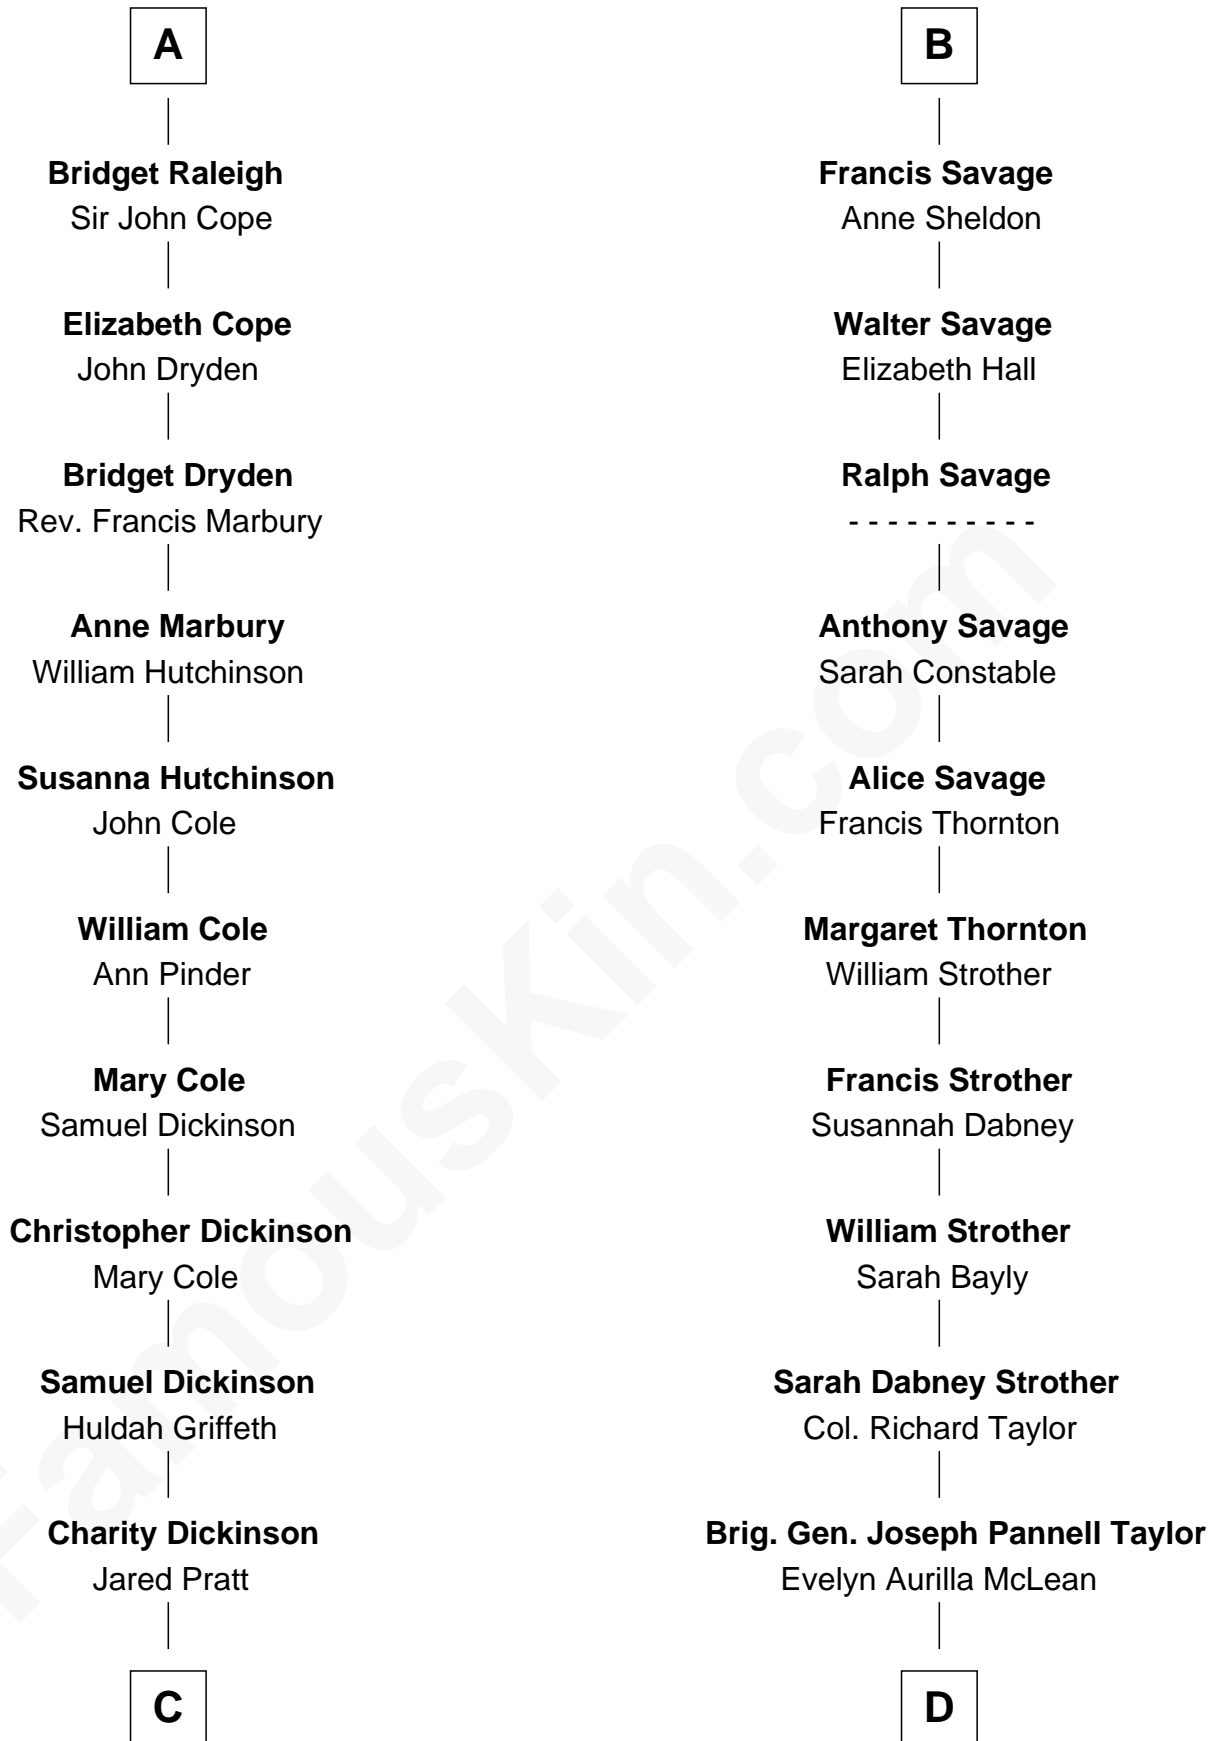 A
Bridget Raleigh
Sir John Cope
Elizabeth Cope
John Dryden
Bridget Dryden
Rev. Francis Marbury
Anne Marbury
William Hutchinson
Susanna Hutchinson
John Cole
William Cole
Ann Pinder
Mary Cole
Samuel Dickinson
Christopher Dickinson
Mary Cole
Samuel Dickinson
Huldah Griffeth
Charity Dickinson
Jared Pratt
C
B
Francis Savage
Anne Sheldon
Walter Savage
Elizabeth Hall
Ralph Savage
- - - - - - - - - -
Anthony Savage
Sarah Constable
Alice Savage
Francis Thornton
Margaret Thornton
William Strother
Francis Strother
Susannah Dabney
William Strother
Sarah Bayly
Sarah Dabney Strother
Col. Richard Taylor
Brig. Gen. Joseph Pannell Taylor
Evelyn Aurilla McLean
D
FamousKin.com